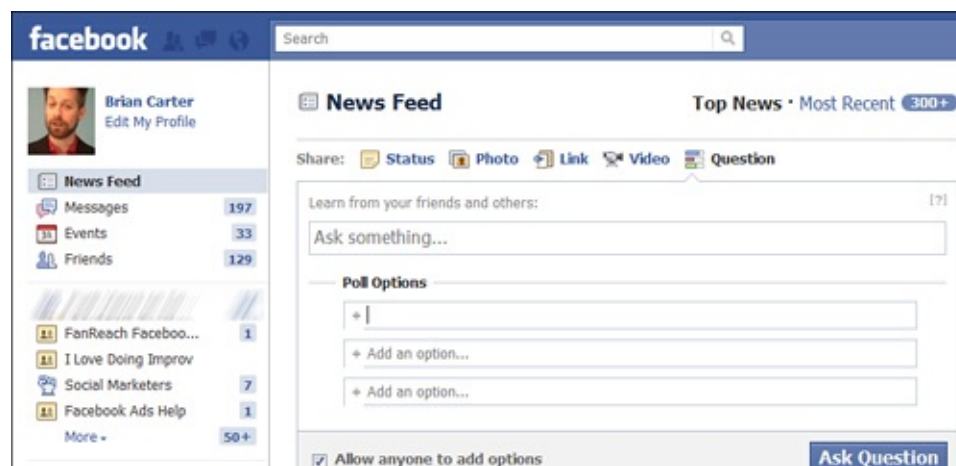 facebook
Search
Brian Carter
Edit My Profile
News Feed
Messages 197
Events 33
Friends 129
FanReach Faceboo... 1
I Love Doing Improv
Social Marketers 7
Facebook Ads Help 1
More 50+
News Feed
Top News · Most Recent 300+
Share: Status Photo Link Video Question
Learn from your friends and others: [?]
Ask something...
Poll Options
+
+ Add an option...
+ Add an option...
Allow anyone to add options
Ask Question